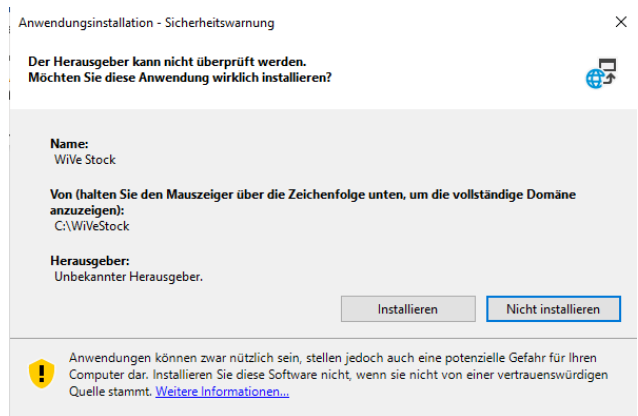 Anwendungsinstallation - Sicherheitswarnung
Der Herausgeber kann nicht überprüft werden.
Möchten Sie diese Anwendung wirklich installieren?
Name:
WiVe Stock
Von (halten Sie den Mauszeiger über die Zeichenfolge unten, um die vollständige Domäne
anzuzeigen):
C:\WiVeStock
Herausgeber:
Unbekannter Herausgeber.
Installieren
Nicht installieren
Anwendungen können zwar nützlich sein, stellen jedoch auch eine potenzielle Gefahr für Ihren
Computer dar. Installieren Sie diese Software nicht, wenn sie nicht von einer vertrauenswürdigen
Quelle stammt. Weitere Informationen...